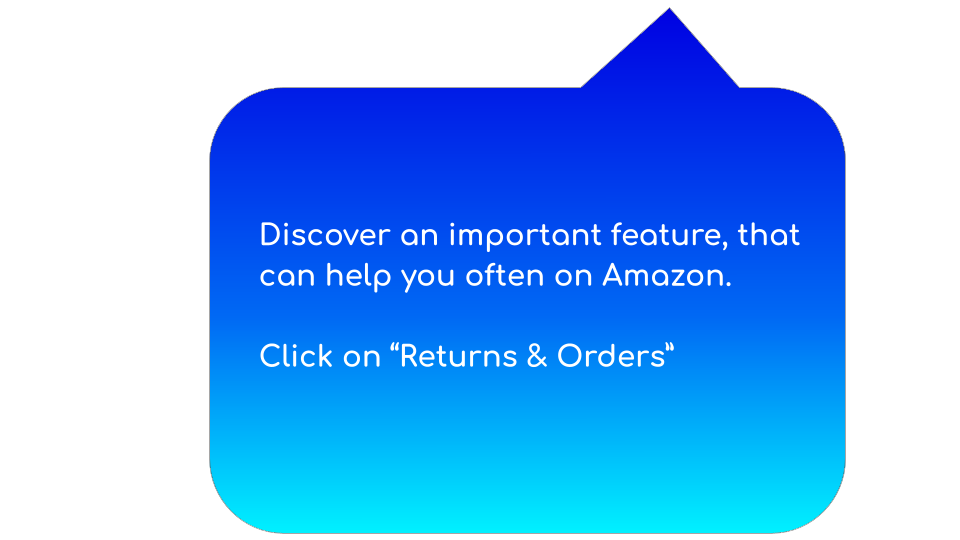 Discover an important feature, that
can help you often on Amazon.
Click on “Returns & Orders”